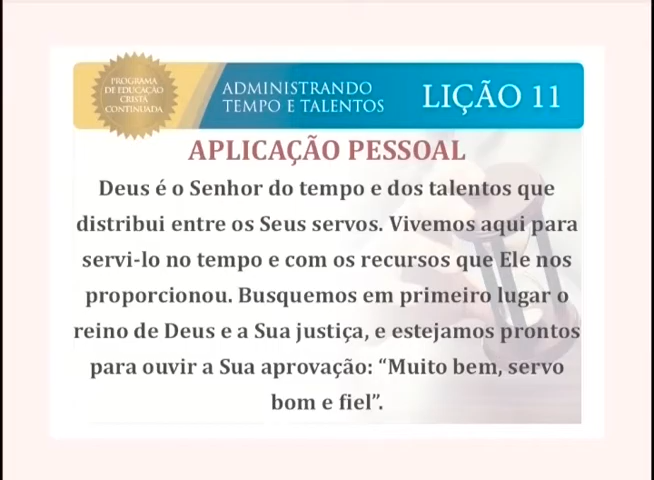 PROGRAMA
DE EDUCAÇÃO
CRISTÃ
CONTINUADA
ADMINISTRANDO
TEMPO E TALENTOS
LIÇÃO 11
APLICAÇÃO PESSOAL
Deus é o Senhor do tempo e dos talentos que
distribui entre os Seus servos. Vivemos aqui para
servi-lo no tempo e com os recursos que Ele nos
proporcionou. Busquemos em primeiro lugar o
reino de Deus e a Sua justiça, e estejamos prontos
para ouvir a Sua aprovação: “Muito bem, servo
bom e fiel”.